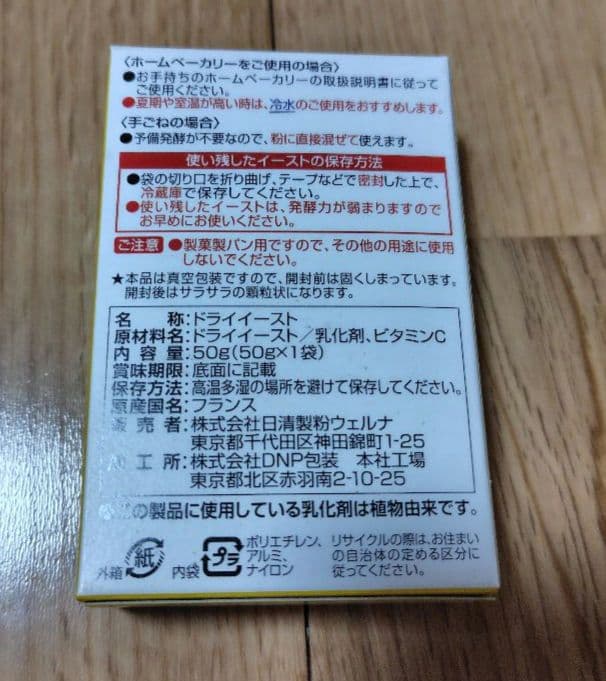 〈ホームベーカリーをご使用の場合〉
●お手持ちのホームベーカリーの取扱説明書に従って
ご使用ください。
●夏期や室温が高い時は、冷水のご使用をおすすめします。
〈手ごねの場合〉
●予備発酵が不要なので、粉に直接混ぜて使えます。
使い残したイーストの保存方法
●袋の切り口を折り曲げ、テープなどで密封した上で、
冷蔵庫で保存してください。
●使い残したイーストは、発酵力が弱まりますので
お早めにお使いください。
ご注意 ●製菓製パン用ですので、その他の用途に使用
しないでください。
★本品は真空包装ですので、開封前は固くしまっています。
開封後はサラサラの顆粒状になります。
名 称:ドライイースト
原材料名:ドライイースト/乳化剤、ビタミンC
内 容 量:50g(50g×1袋)
賞味期限:底面に記載
保存方法:高温多湿の場所を避けて保存してください。
原産国名:フランス
販 売 者:株式会社日清製粉ウェルナ
東京都千代田区神田錦町1-25
加 工 所:株式会社DNP包装 本社工場
東京都北区赤羽南2-10-25
の製品に使用している乳化剤は植物由来です。
外箱 紙 内袋 プラ ポリエチレン、
アルミ、
ナイロン
リサイクルの際は、お住まい
の自治体の定める区分に
従ってください。